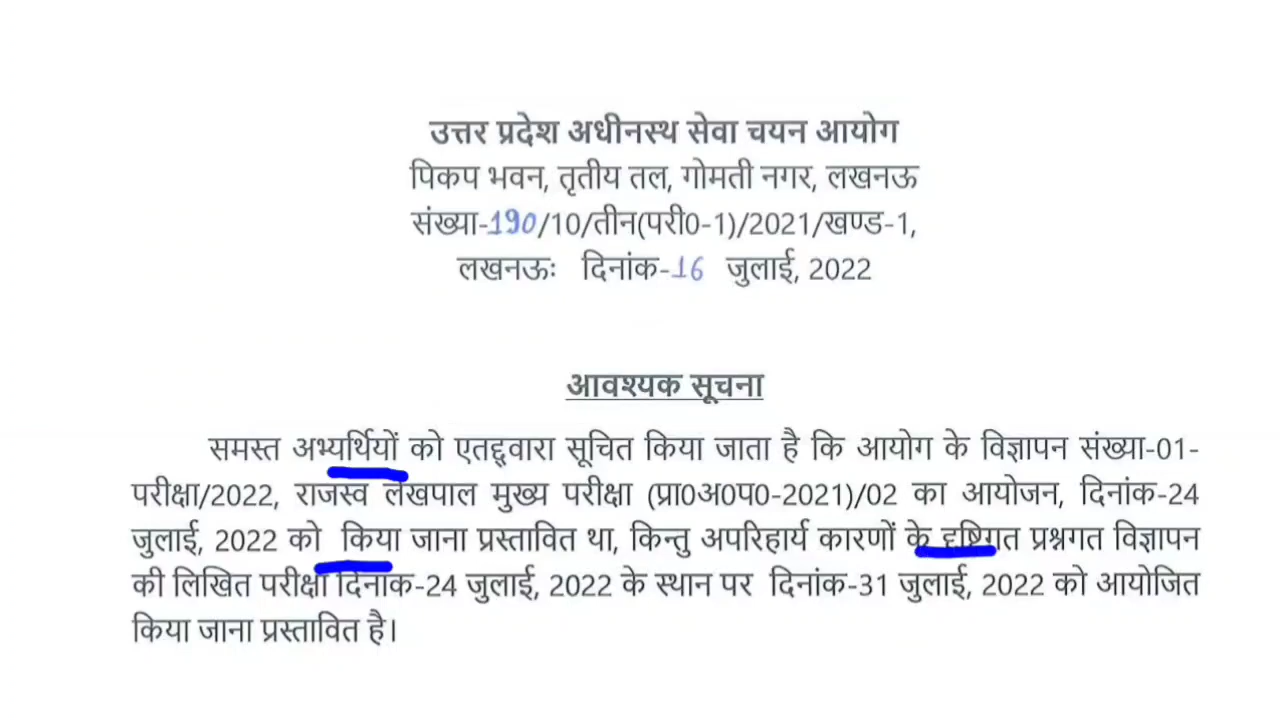 उत्तर प्रदेश अधीनस्थ सेवा चयन आयोग
पिकप भवन, तृतीय तल, गोमती नगर, लखनऊ
संख्या-190/10/तीन(परी0-1)/2021/खण्ड-1,
लखनऊः दिनांक-16 जुलाई, 2022
आवश्यक सूचना
समस्त अभ्यर्थियों को एतद्द्वारा सूचित किया जाता है कि आयोग के विज्ञापन संख्या-01-
परीक्षा/2022, राजस्व लेखपाल मुख्य परीक्षा (प्रा0अ0प0-2021)/02 का आयोजन, दिनांक-24
जुलाई, 2022 को किया जाना प्रस्तावित था, किन्तु अपरिहार्य कारणों के दृष्टिगत प्रश्नगत विज्ञापन
की लिखित परीक्षा दिनांक-24 जुलाई, 2022 के स्थान पर दिनांक-31 जुलाई, 2022 को आयोजित
किया जाना प्रस्तावित है।